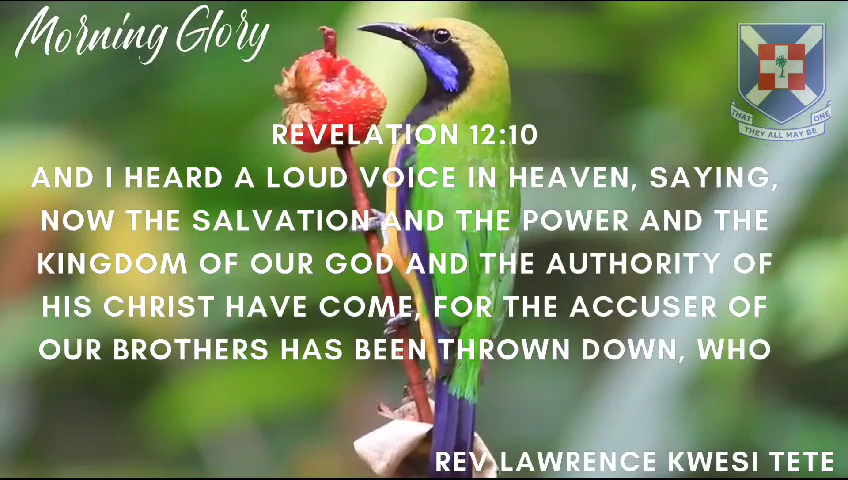 Morning Glory
THAT
ONE
THEY ALL MAY BE
REVELATION 12:10
AND I HEARD A LOUD VOICE IN HEAVEN, SAYING,
NOW THE SALVATION AND THE POWER AND THE
KINGDOM OF OUR GOD AND THE AUTHORITY OF
HIS CHRIST HAVE COME, FOR THE ACCUSER OF
OUR BROTHERS HAS BEEN THROWN DOWN, WHO
REV.LAWRENCE KWESI TETE